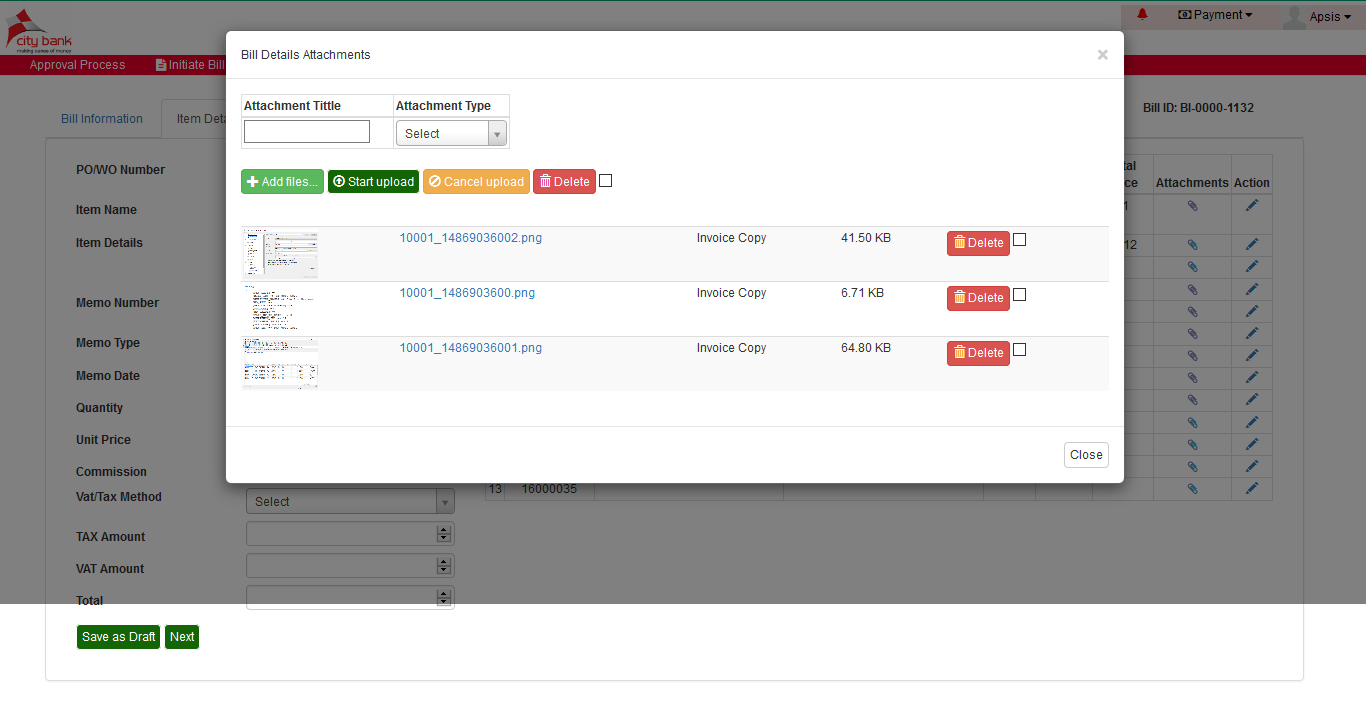 city bank
making sense of money
Payment
Apsis
Approval Process
Initiate Bill
Bill Information
Item Deta
Bill ID: BI-0000-1132
Bill Details Attachments
×
Attachment Tittle
Attachment Type
Select
Add files...
Start upload
Cancel upload
Delete
10001_14869036002.png Invoice Copy 41.50 KB Delete
10001_1486903600.png Invoice Copy 6.71 KB Delete
10001_14869036001.png Invoice Copy 64.80 KB Delete
Close
PO/WO Number
Item Name
Item Details
Memo Number
Memo Type
Memo Date
Quantity
Unit Price
Commission
Vat/Tax Method
Select
TAX Amount
VAT Amount
Total
Save as Draft
Next
tal
ce
Attachments
Action
1
12
13 16000035